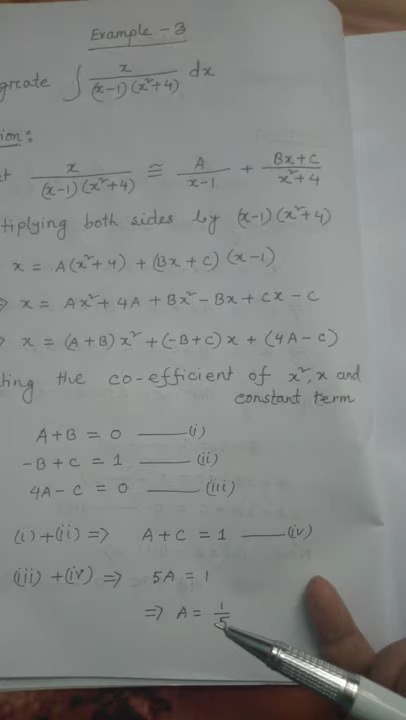 Example - 3
grate ∫ x / (x-1)(x²+4) dx
ion:
x / (x-1)(x²+4) ≅ A / x-1 + Bx+C / x²+4
tiplying both sides by (x-1)(x²+4)
x = A(x²+4) + (Bx+C)(x-1)
⇒ x = Ax² + 4A + Bx² - Bx + Cx - C
⇒ x = (A+B)x² + (-B+C)x + (4A-C)
ting the co-efficient of x², x and
constant term
A+B = 0 ——(i)
-B+C = 1 —— (ii)
4A-C = 0 —— (iii)
(i)+(ii) => A+C = 1 ——(iv)
(iii)+(iv) => 5A = 1
=> A = 1/5